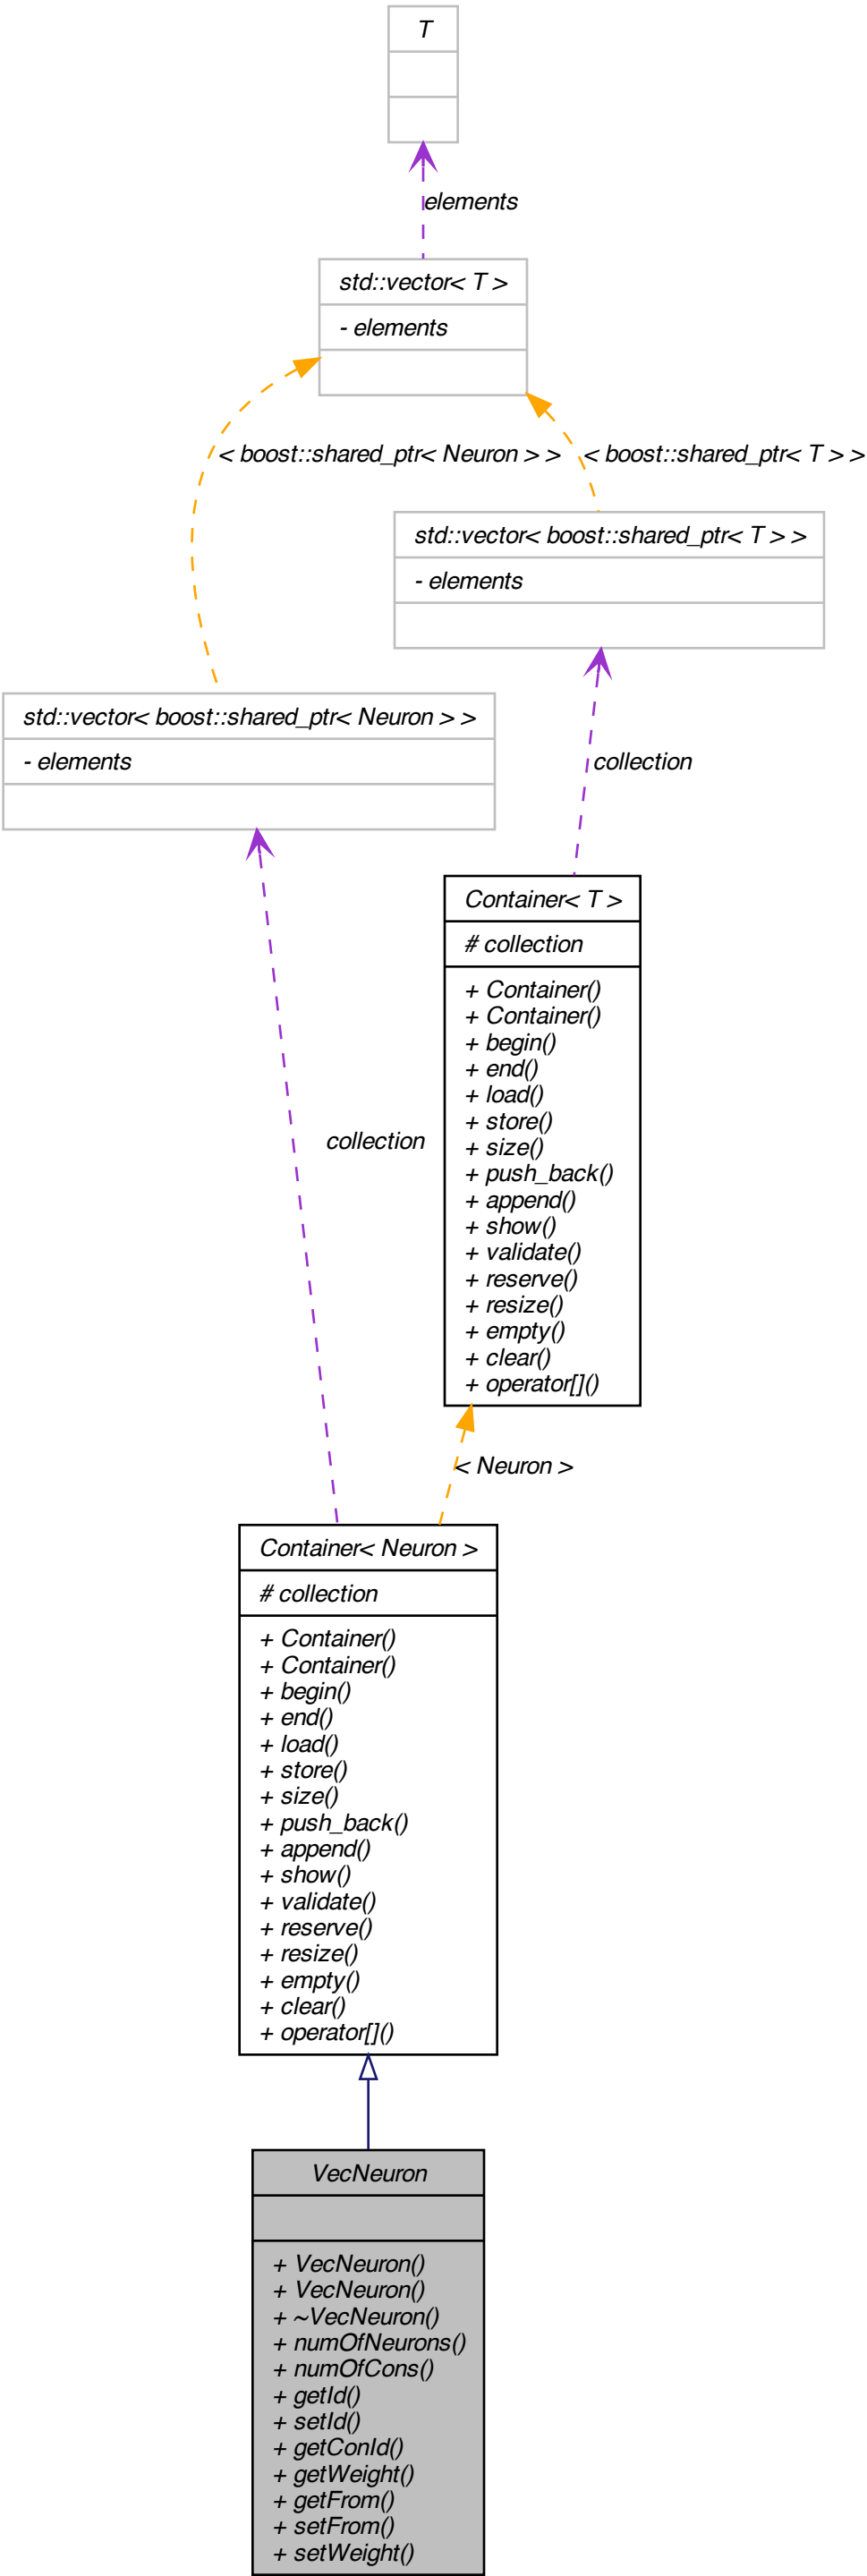 T
elements
std::vector< T >
- elements
< boost::shared_ptr< Neuron > >
< boost::shared_ptr< T > >
std::vector< boost::shared_ptr< T > >
- elements
std::vector< boost::shared_ptr< Neuron > >
- elements
collection
Container< T >
# collection
+ Container()
+ Container()
+ begin()
+ end()
+ load()
+ store()
+ size()
+ push_back()
+ append()
+ show()
+ validate()
+ reserve()
+ resize()
+ empty()
+ clear()
+ operator[]()
collection
< Neuron >
Container< Neuron >
# collection
+ Container()
+ Container()
+ begin()
+ end()
+ load()
+ store()
+ size()
+ push_back()
+ append()
+ show()
+ validate()
+ reserve()
+ resize()
+ empty()
+ clear()
+ operator[]()
VecNeuron
+ VecNeuron()
+ VecNeuron()
+ ~VecNeuron()
+ numOfNeurons()
+ numOfCons()
+ getId()
+ setId()
+ getConId()
+ getWeight()
+ getFrom()
+ setFrom()
+ setWeight()